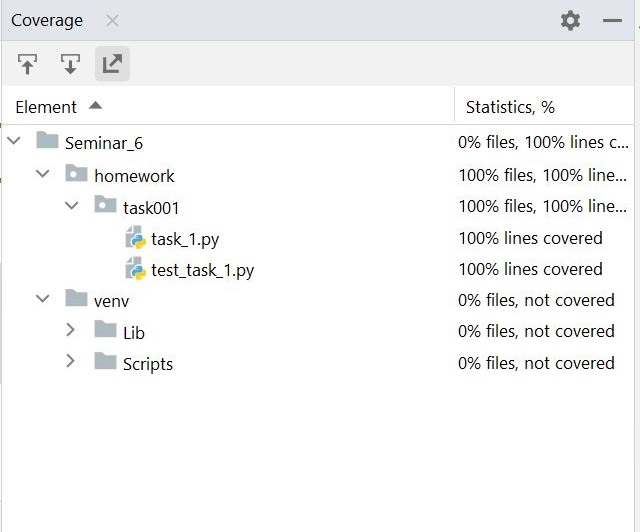 Coverage
Element Statistics, %
Seminar_6 0% files, 100% lines c...
homework 100% files, 100% line...
task001 100% files, 100% line...
task_1.py 100% lines covered
test_task_1.py 100% lines covered
venv 0% files, not covered
Lib 0% files, not covered
Scripts 0% files, not covered